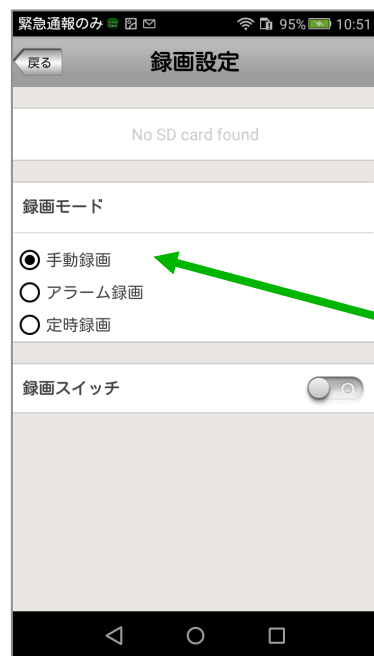 緊急通報のみ 95% 10:51
戻る 録画設定
No SD card found
録画モード
手動録画
アラーム録画
定時録画
録画スイッチ